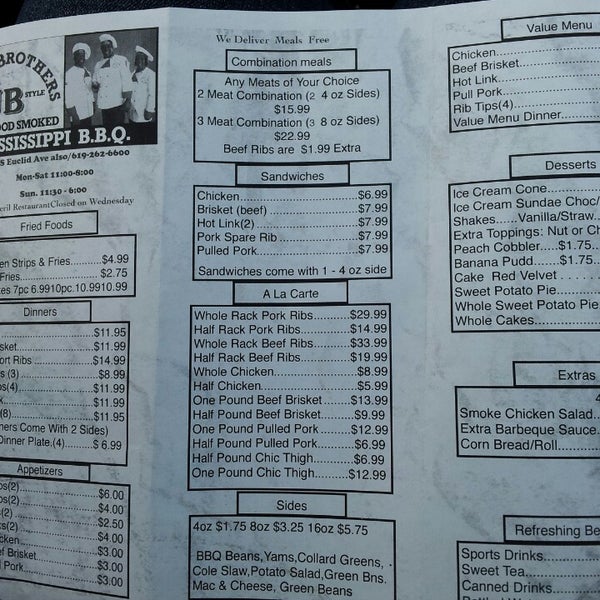 BROTHERS
STYLE
OOD SMOKED
SSISSIPPI B.B.Q.
S Euclid Ave also/619-262-6600
Mon-Sat 11:00-8:00
Sun. 11:30 - 6:00
eril RestaurantClosed on Wednesday
Fried Foods
en Strips & Fries.......$4.99
Fries..................$2.75
es 7pc 6.9910pc.10.9910.99
Dinners
$11.95
sket..............$11.99
ort Ribs..........$14.99
s (3)..............$8.99
os(4)..............$11.99
k..................$11.99
(8)................$11.95
ners Come With 2 Sides)
Dinner Plate,(4).......$ 6.99
Appetizers
os(2)..............$6.00
s(2)...............$4.00
s(2)...............$2.50
ks(2)..............$4.00
cken...............$3.00
ef Brisket..........$3.00
d Pork.............$3.00
We Deliver Meals Free
Combination meals
Any Meats of Your Choice
2 Meat Combination (2 4 oz Sides)
$15.99
3 Meat Combination (3 8 oz Sides)
$22.99
Beef Ribs are $1.99 Extra
Sandwiches
Chicken..............................$6.99
Brisket (beef) .......................$7.99
Hot Link(2) ..........................$7.99
Pork Spare Rib ....................$7.99
Pulled Pork..........................$7.99
Sandwiches come with 1 - 4 oz side
A La Carte
Whole Rack Pork Ribs.........$29.99
Half Rack Pork Ribs............$14.99
Whole Rack Beef Ribs.........$33.99
Half Rack Beef Ribs............$19.99
Whole Chicken....................$8.99
Half Chicken.......................$5.99
One Pound Beef Brisket......$13.99
Half Pound Beef Brisket.......$9.99
One Pound Pulled Pork.......$12.99
Half Pound Pulled Pork........$6.99
Half Pound Chic Thigh.........$6.99
One Pound Chic Thigh.........$12.99
Sides
4oz $1.75 8oz $3.25 16oz $5.75
BBQ Beans,Yams,Collard Greens, .
Cole Slaw,Potato Salad,Green Bns.
Mac & Cheese, Green Beans
Value Menu
Chicken
Beef Brisket
Hot Link
Pull Pork
Rib Tips(4)
Value Menu Dinner
Desserts
Ice Cream Cone
Ice Cream Sundae Choc/
Shakes......Vanilla/Straw
Extra Toppings: Nut or Ch
Peach Cobbler.....$1.75
Banana Pudd.......$1.75
Cake Red Velvet . . . .
Sweet Potato Pie
Whole Sweet Potato Pie
Whole Cakes
Extras
4
Smoke Chicken Salad
Extra Barbeque Sauce
Corn Bread/Roll
Refreshing Be
Sports Drinks
Sweet Tea
Canned Drinks